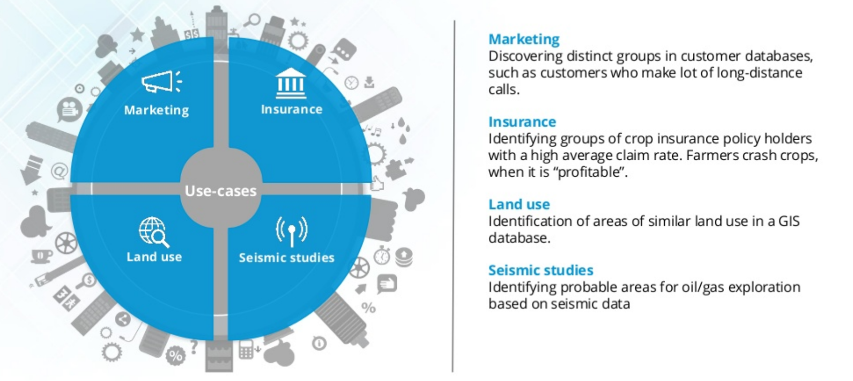 Marketing
Insurance
Use-cases
Land use
Seismic studies
%
?
%
@
Marketing
Discovering distinct groups in customer databases,
such as customers who make lot of long-distance
calls.
Insurance
Identifying groups of crop insurance policy holders
with a high average claim rate. Farmers crash crops,
when it is “profitable”.
Land use
Identification of areas of similar land use in a GIS
database.
Seismic studies
Identifying probable areas for oil/gas exploration
based on seismic data